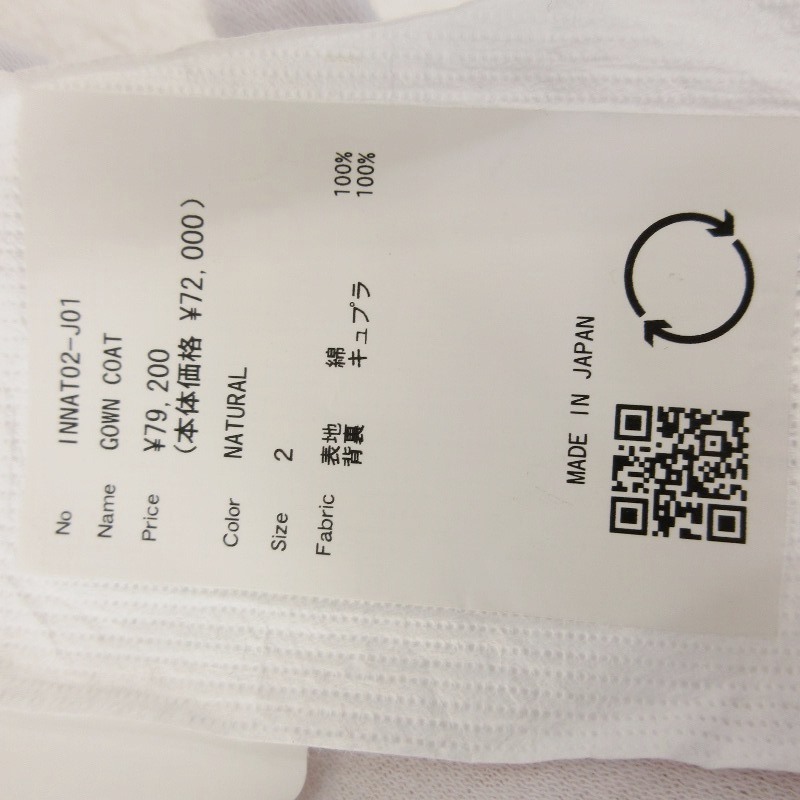 No INNAT02-J01
Name GOWN COAT
Price ¥79,200
(本体価格 ¥72,000)
Color NATURAL
Size 2
Fabric 表地 綿 100%
背裏 キュプラ 100%
MADE IN JAPAN